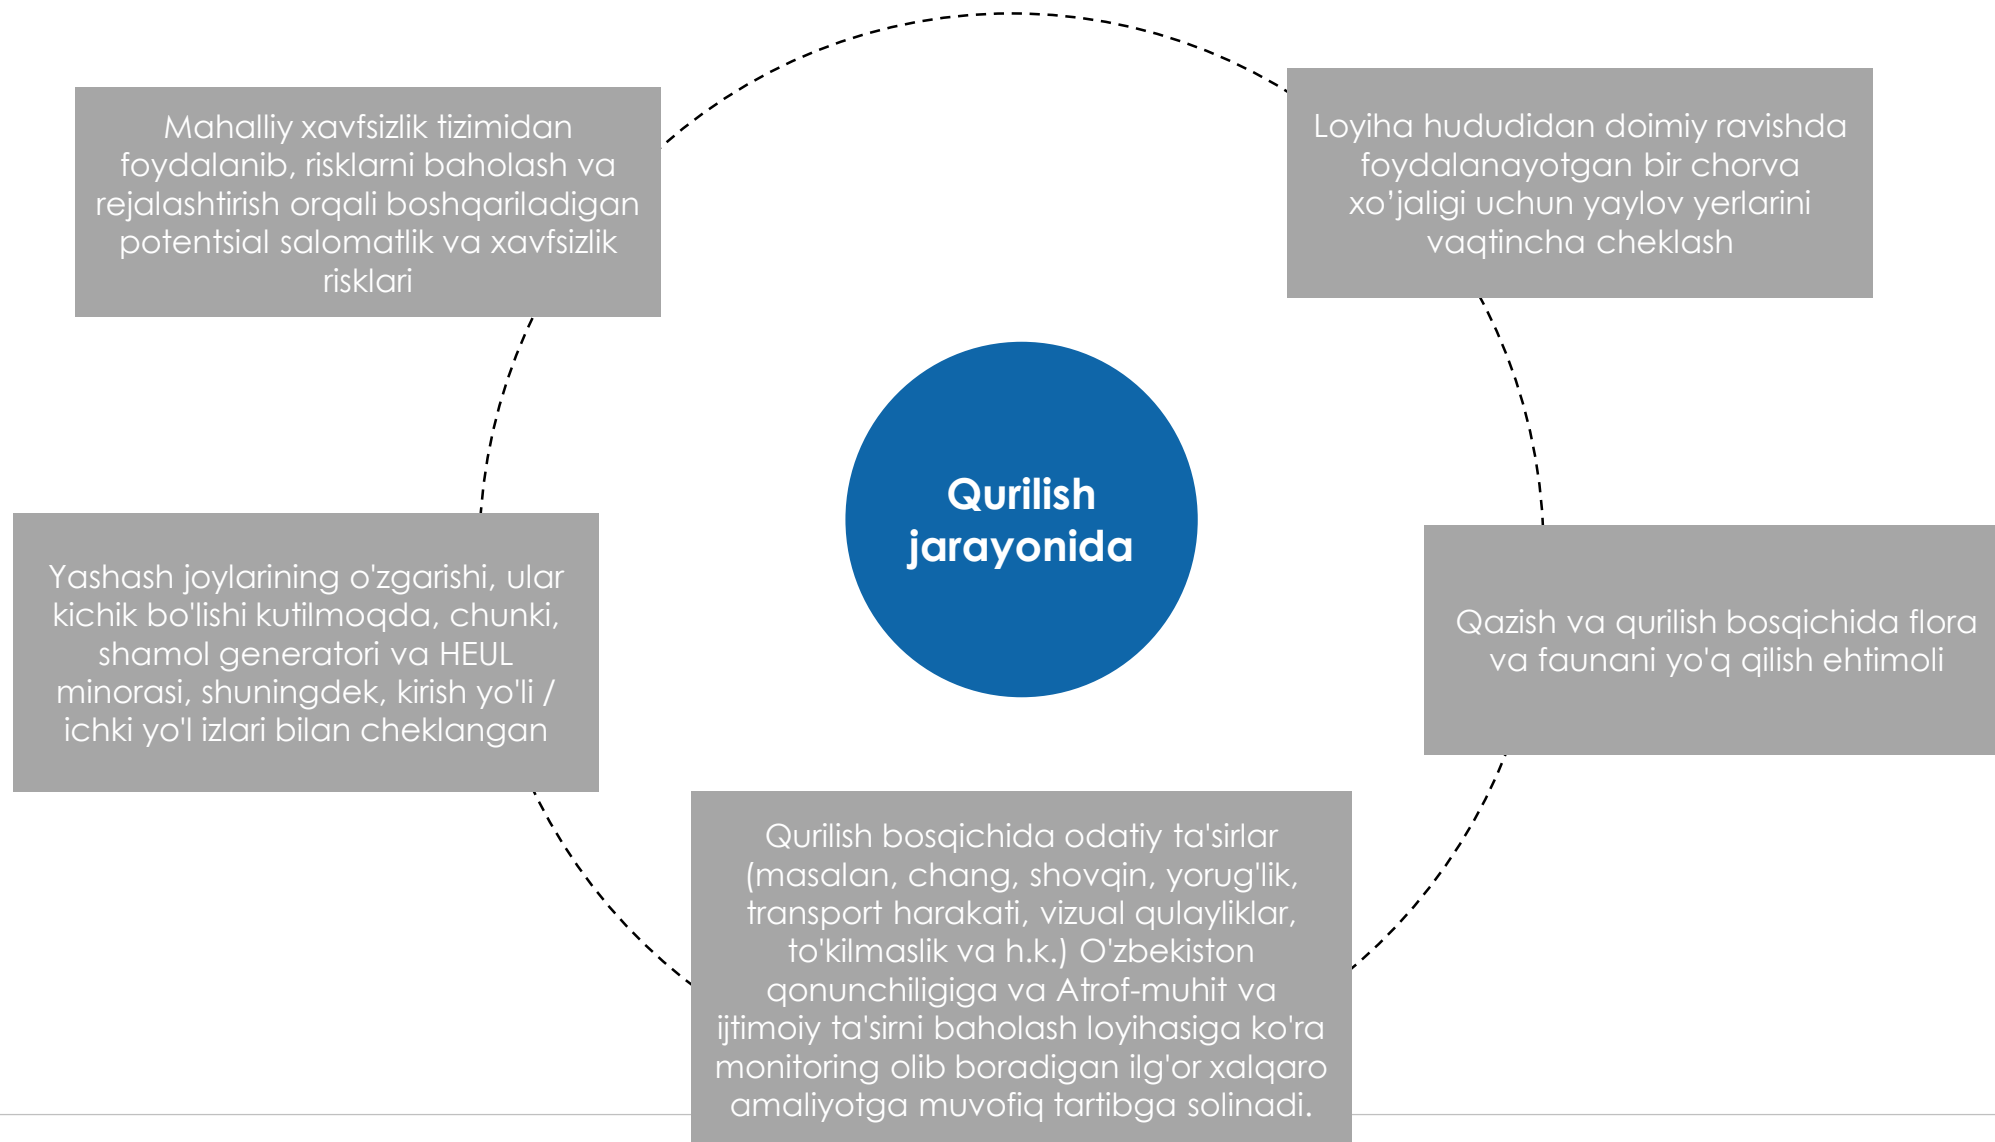 Mahalliy xavfsizlik tizimidan
foydalanib, risklarni baholash va
rejalashtirish orqali boshqariladigan
potentsial salomatlik va xavfsizlik
risklari
Loyiha hududidan doimiy ravishda
foydalanayotgan bir chorva
xo’jaligi uchun yaylov yerlarini
vaqtincha cheklash
Qurilish
jarayonida
Yashash joylarining o'zgarishi, ular
kichik bo'lishi kutilmoqda, chunki,
shamol generatori va HEUL
minorasi, shuningdek, kirish yo'li /
ichki yo'l izlari bilan cheklangan
Qazish va qurilish bosqichida flora
va faunani yo'q qilish ehtimoli
Qurilish bosqichida odatiy ta'sirlar
(masalan, chang, shovqin, yorug'lik,
transport harakati, vizual qulayliklar,
to'kilmaslik va h.k.) O'zbekiston
qonunchiligiga va Atrof-muhit va
ijtimoiy ta'sirni baholash loyihasiga ko'ra
monitoring olib boradigan ilg'or xalqaro
amaliyotga muvofiq tartibga solinadi.